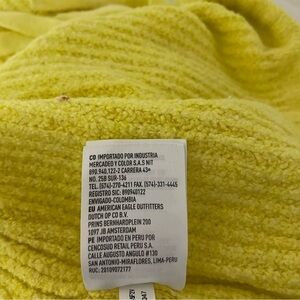 CO IMPORTADO POR INDUSTRIA
MERCADEO Y COLOR S.A.S NIT
890.940.122-2 CARRERA 43ª
NO. 25B SUR-136
TEL. (574)-270-4211 FAX. (574)-331-4445
REGISTRO SIC: 890940122
ENVIGADO-COLOMBIA
EU AMERICAN EAGLE OUTFITTERS
DUTCH OP CO B.V.
PRINS BERNHARDPLEIN 200
1097 JB AMSTERDAM
PE IMPORTADO EN PERU POR
CENCOSUD RETAIL PERU S.A.
CALLE AUGUSTO ANGULO #130
SAN ANTONIO-MIRAFLORES, LIMA-PERU
RUC: 20109072177